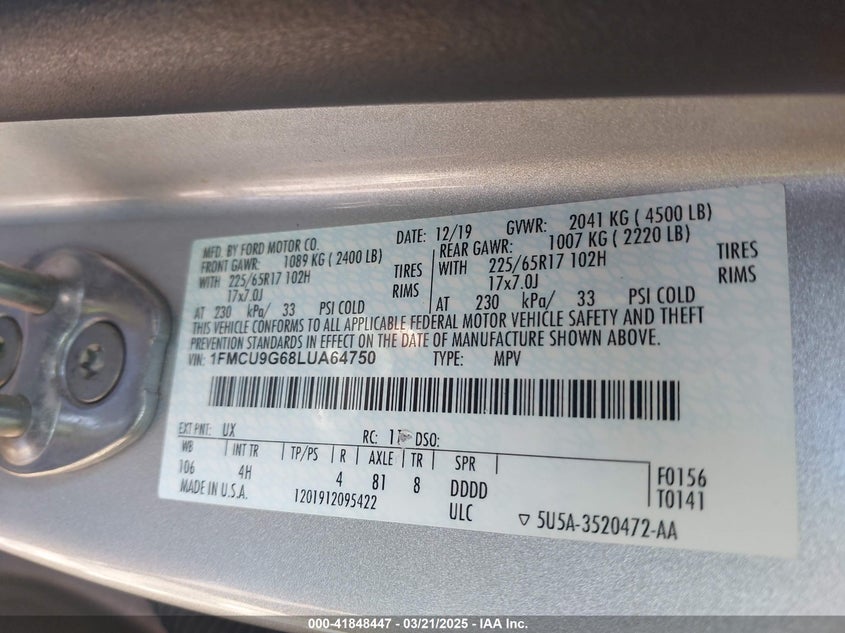 MFD. BY FORD MOTOR CO. DATE: 12/19 GVWR: 2041 KG ( 4500 LB)
FRONT GAWR: 1089 KG ( 2400 LB) REAR GAWR: 1007 KG ( 2220 LB)
WITH 225/65R17 102H TIRES WITH 225/65R17 102H TIRES
17x7.0J RIMS 17x7.0J RIMS
AT 230 kPa/ 33 PSI COLD AT 230 kPa/ 33 PSI COLD
THIS VEHICLE CONFORMS TO ALL APPLICABLE FEDERAL MOTOR VEHICLE SAFETY AND THEFT
PREVENTION STANDARDS IN EFFECT ON THE DATE OF MANUFACTURE SHOWN ABOVE.
VIN: 1FMCU9G68LUA64750 TYPE: MPV
EXT PNT: UX RC: DSO:
WB INT TR TP/PS R AXLE TR SPR
106 4H 4 81 8 DDDD F0156
MADE IN U.S.A. 1201912095422 ULC T0141
▽ 5U5A-3520472-AA
000-41848447 — 03/21/2025 — IAA Inc.